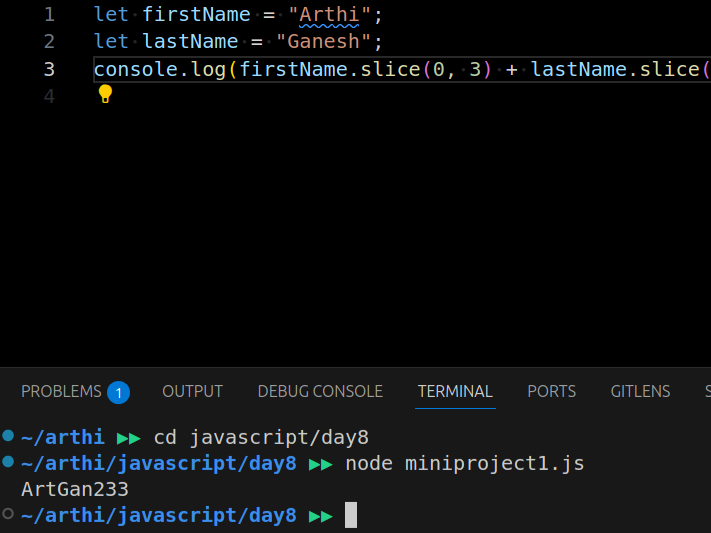 1 let firstName = "Arthi";
2 let lastName = "Ganesh";
3 console.log(firstName.slice(0, 3) + lastName.slice(
4
PROBLEMS 1 OUTPUT DEBUG CONSOLE TERMINAL PORTS GITLENS S
~/arthi ▶▶ cd javascript/day8
~/arthi/javascript/day8 ▶▶ node miniproject1.js
ArtGan233
~/arthi/javascript/day8 ▶▶